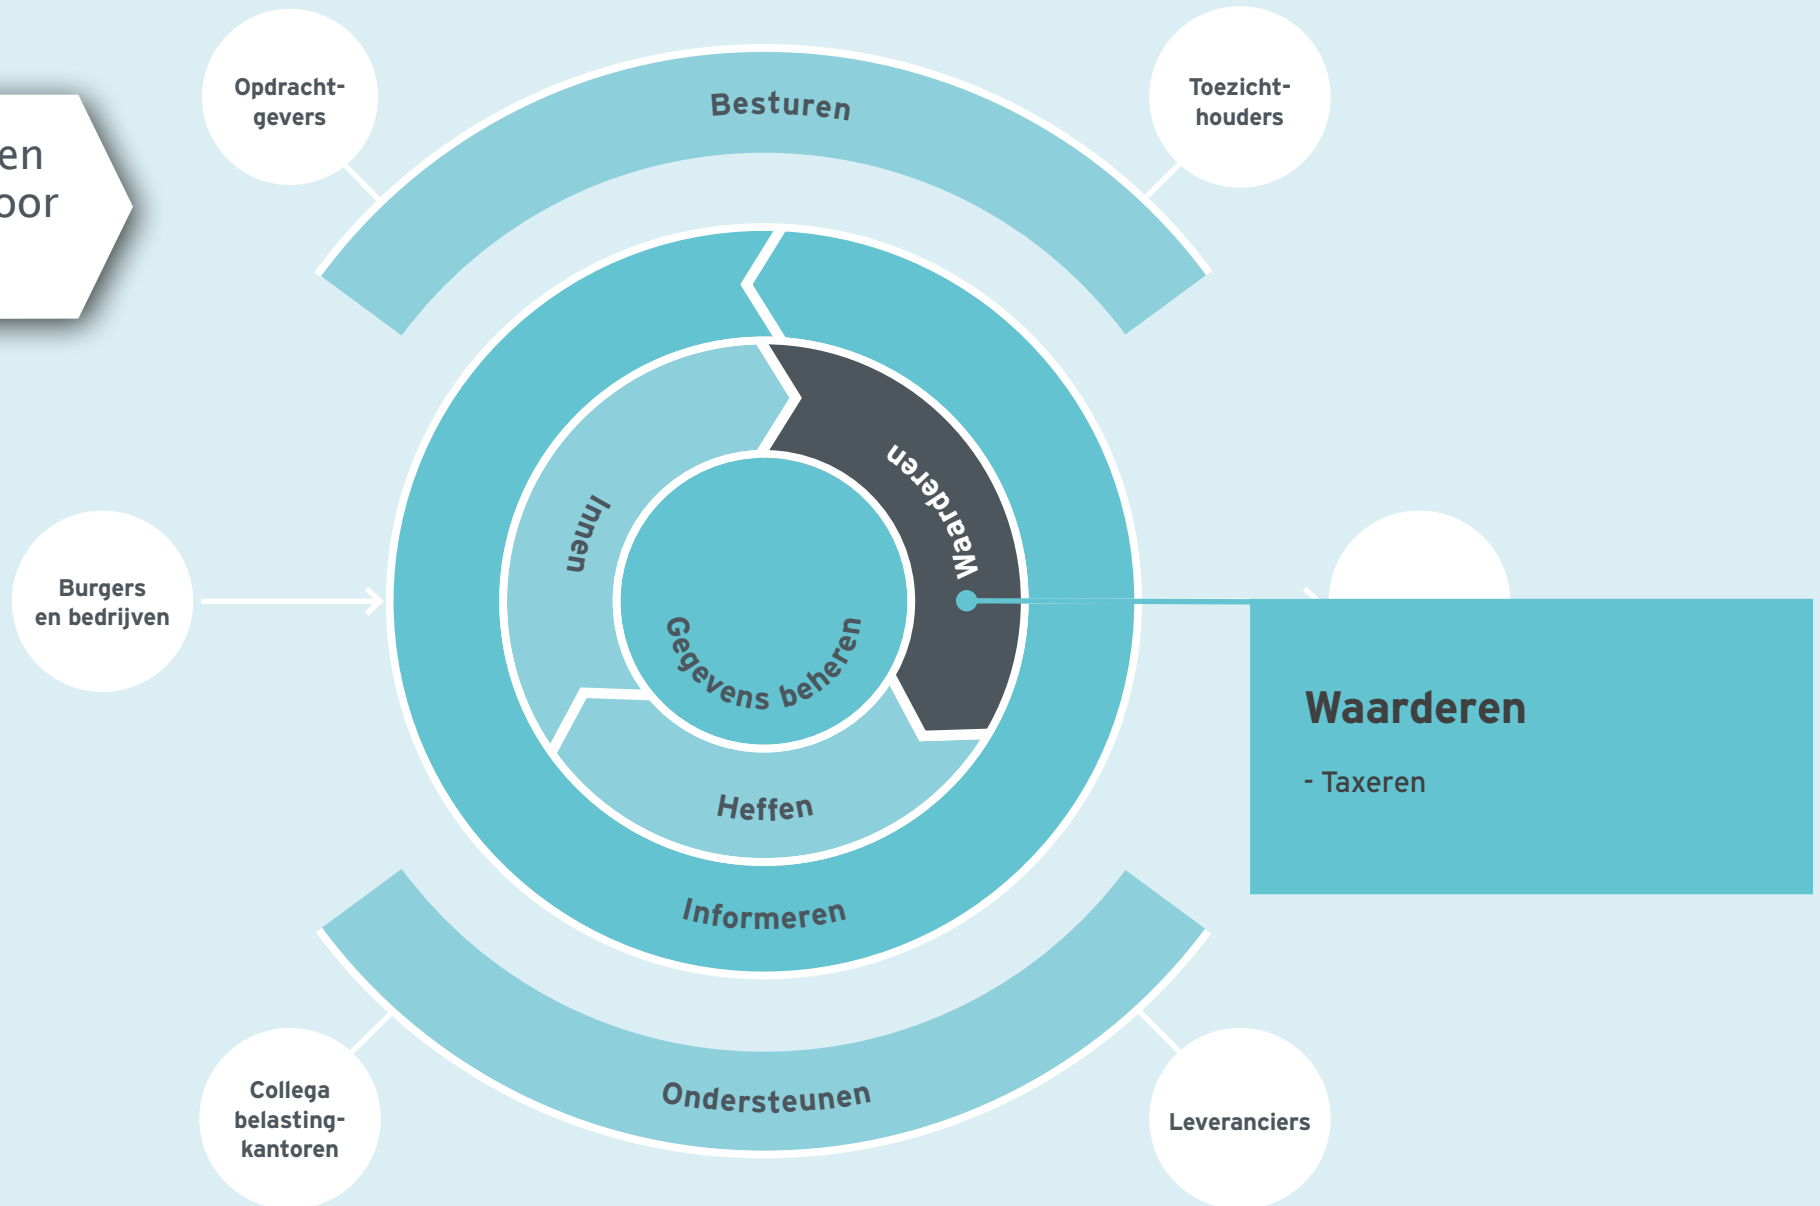 Opdracht-
gevers
Toezicht-
houders
Besturen
en
oor
Waarderen
Innen
Burgers
en bedrijven
Gegevens beheren
Waarderen
- Taxeren
Heffen
Informeren
Ondersteunen
Collega
belasting-
kantoren
Leveranciers